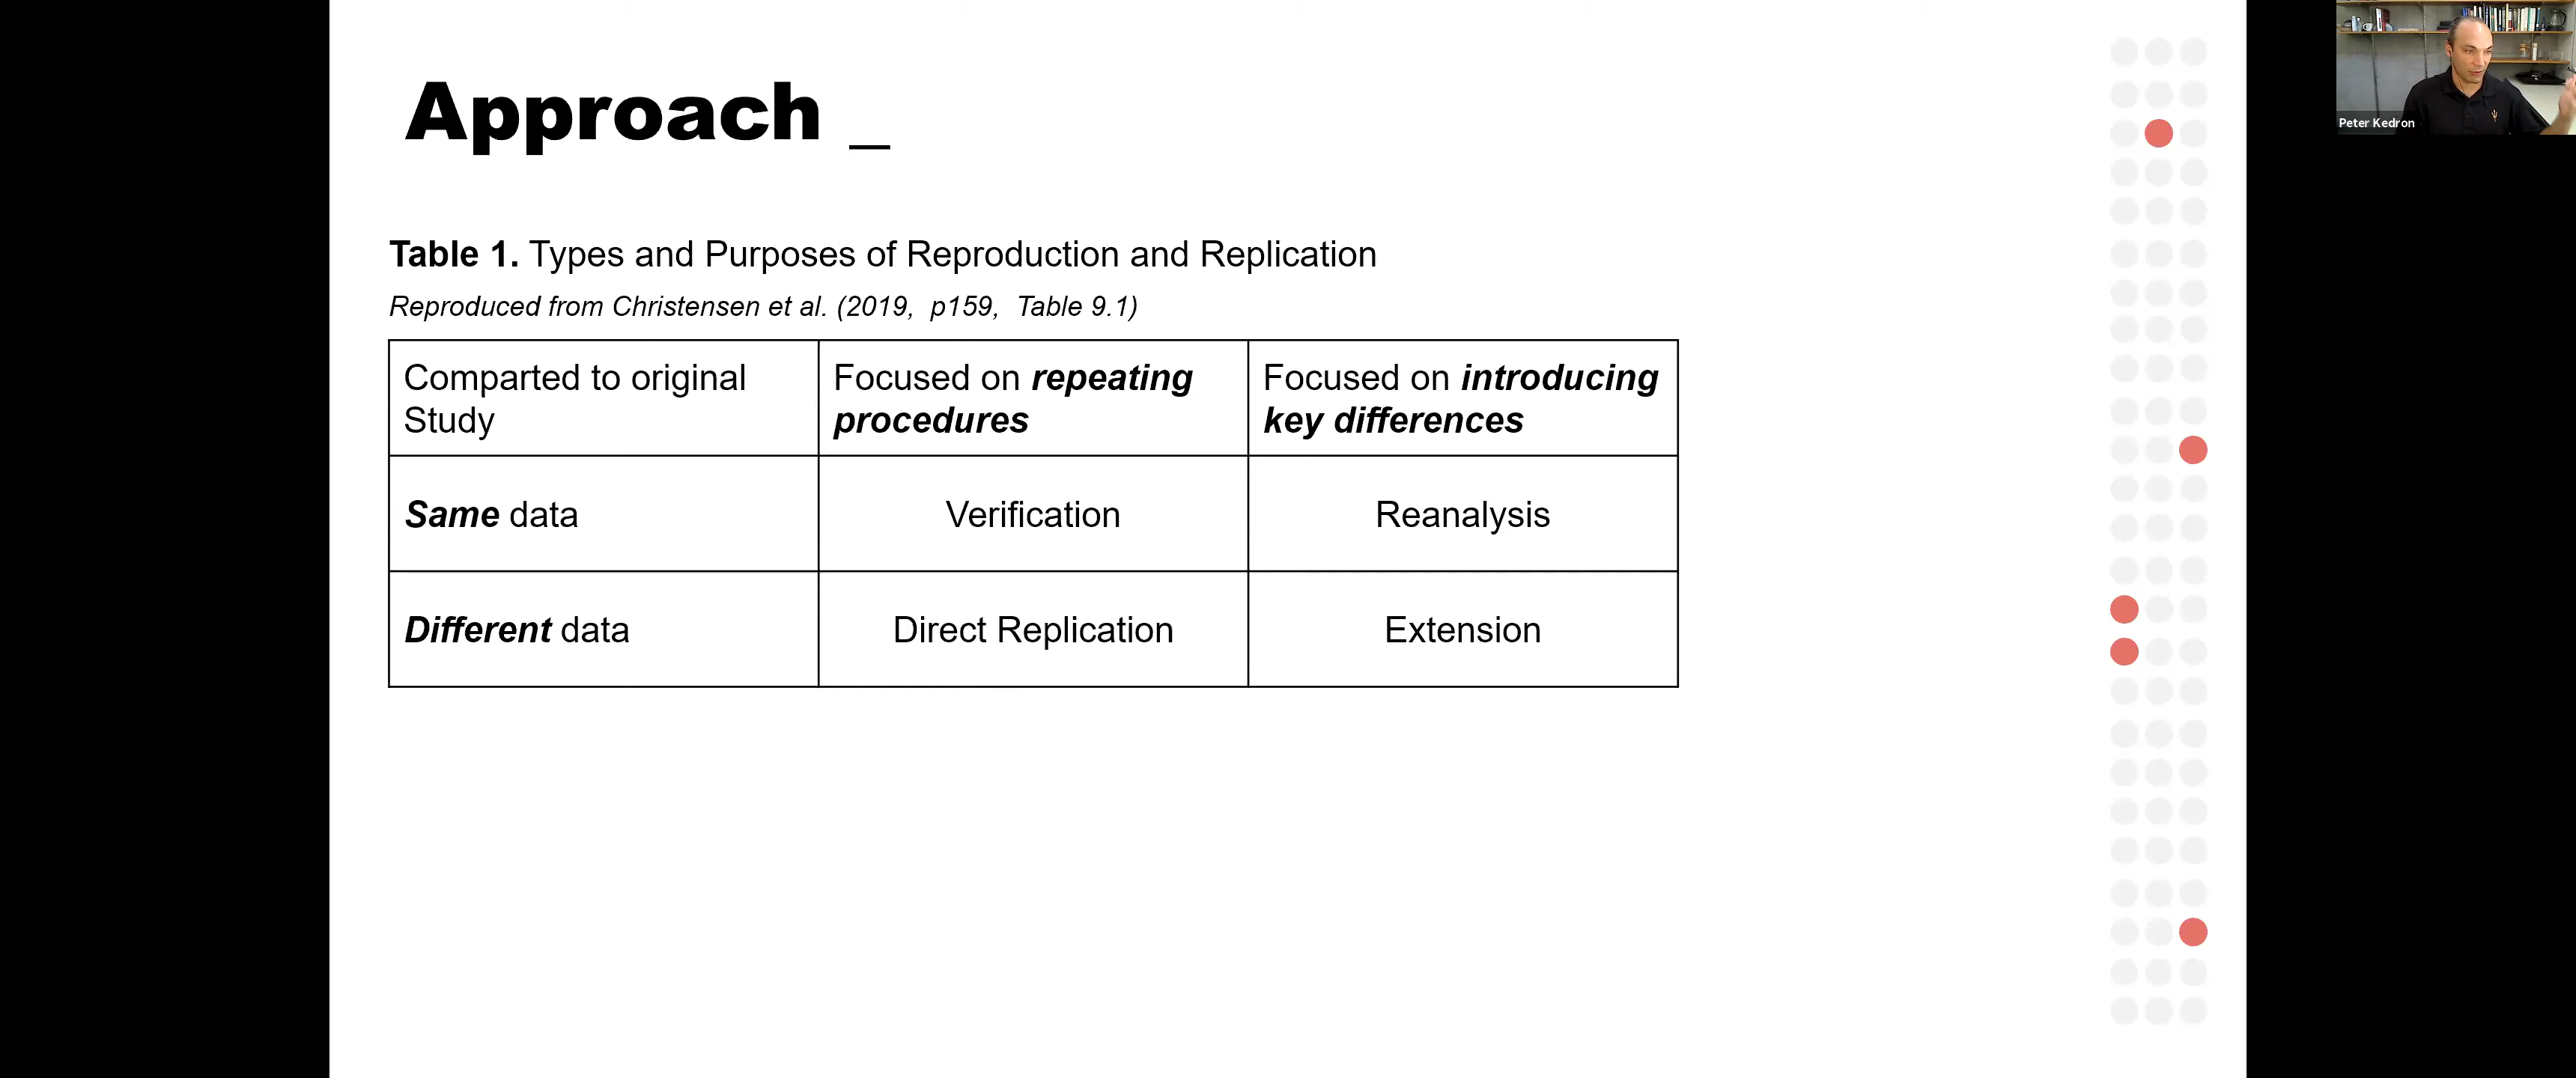 Approach _
Peter Kedron
Table 1. Types and Purposes of Reproduction and Replication
Reproduced from Christensen et al. (2019, p159, Table 9.1)
Comparted to original
Study
Focused on repeating
procedures
Focused on introducing
key differences
Same data
Verification
Reanalysis
Different data
Direct Replication
Extension